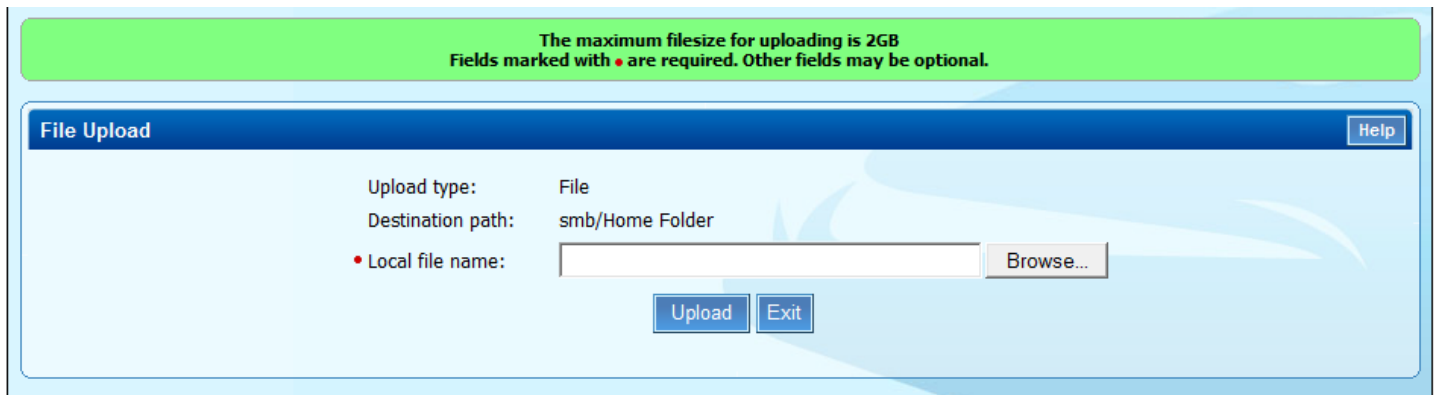 The maximum filesize for uploading is 2GB
Fields marked with • are required. Other fields may be optional.
File Upload
Help
Upload type: File
Destination path: smb/Home Folder
• Local file name: Browse...
Upload Exit